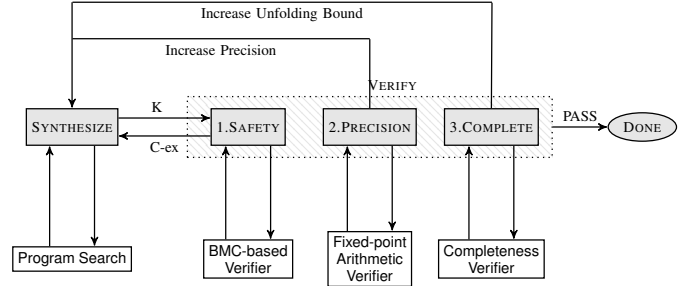 Increase Unfolding Bound
Increase Precision
VERIFY
K
PASS
SYNTHESIZE
1.SAFETY
2.PRECISION
3.COMPLETE
DONE
C-ex
Program Search
BMC-based
Verifier
Fixed-point
Arithmetic
Verifier
Completeness
Verifier